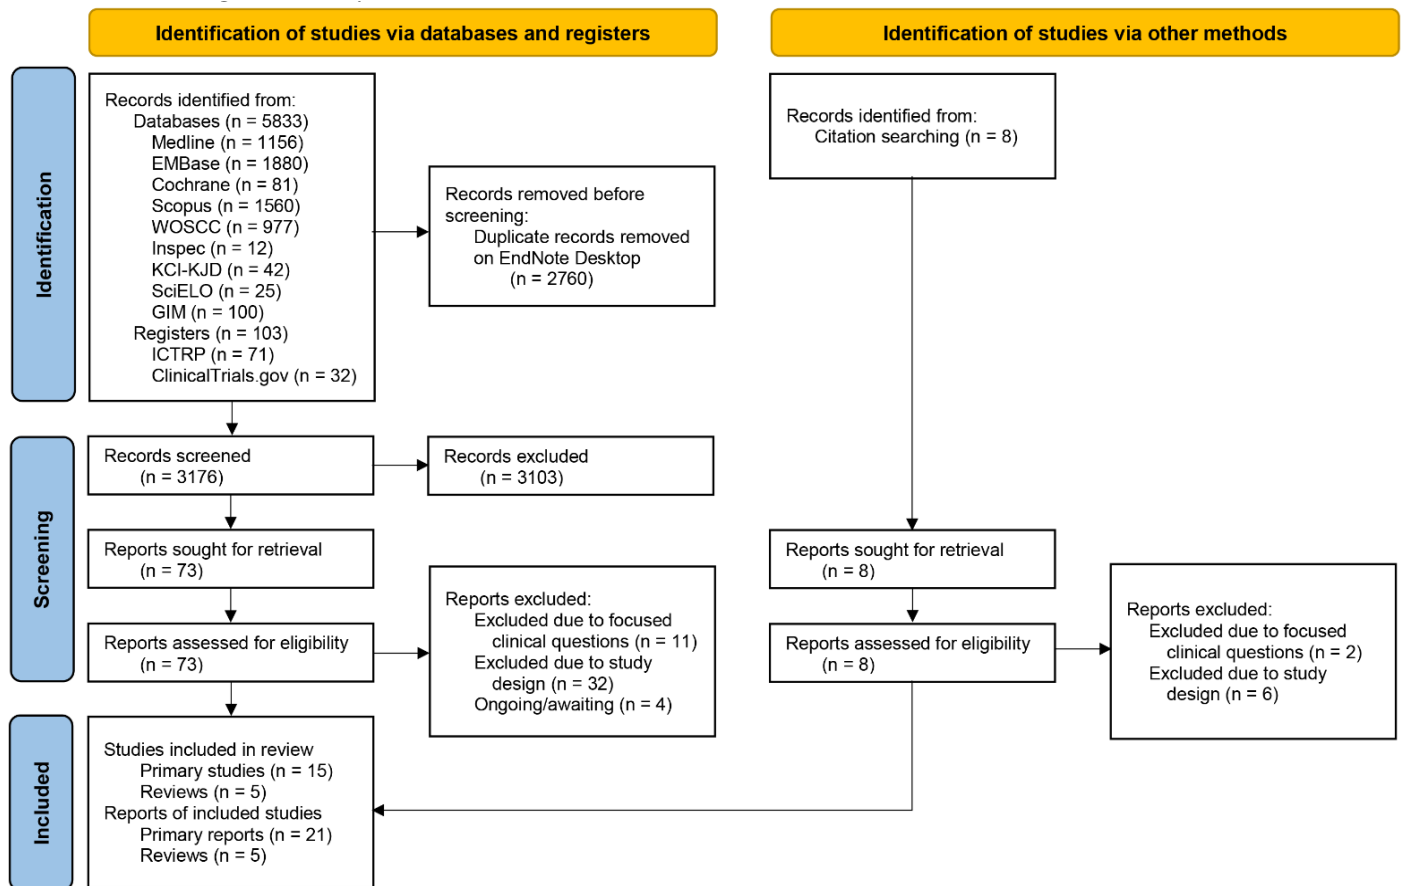 Identification of studies via databases and registers
Identification of studies via other methods
Identification
Records identified from:
Databases (n = 5833)
Medline (n = 1156)
EMBase (n = 1880)
Cochrane (n = 81)
Scopus (n = 1560)
WOSCC (n = 977)
Inspec (n = 12)
KCI-KJD (n = 42)
SciELO (n = 25)
GIM (n = 100)
Registers (n = 103)
ICTRP (n = 71)
ClinicalTrials.gov (n = 32)
Records removed before
screening:
Duplicate records removed
on EndNote Desktop
(n = 2760)
Records identified from:
Citation searching (n = 8)
Screening
Records screened
(n = 3176)
Records excluded
(n = 3103)
Reports sought for retrieval
(n = 73)
Reports sought for retrieval
(n = 8)
Reports assessed for eligibility
(n = 73)
Reports excluded:
Excluded due to focused
clinical questions (n = 11)
Excluded due to study
design (n = 32)
Ongoing/awaiting (n = 4)
Reports assessed for eligibility
(n = 8)
Reports excluded:
Excluded due to focused
clinical questions (n = 2)
Excluded due to study
design (n = 6)
Included
Studies included in review
Primary studies (n = 15)
Reviews (n = 5)
Reports of included studies
Primary reports (n = 21)
Reviews (n = 5)